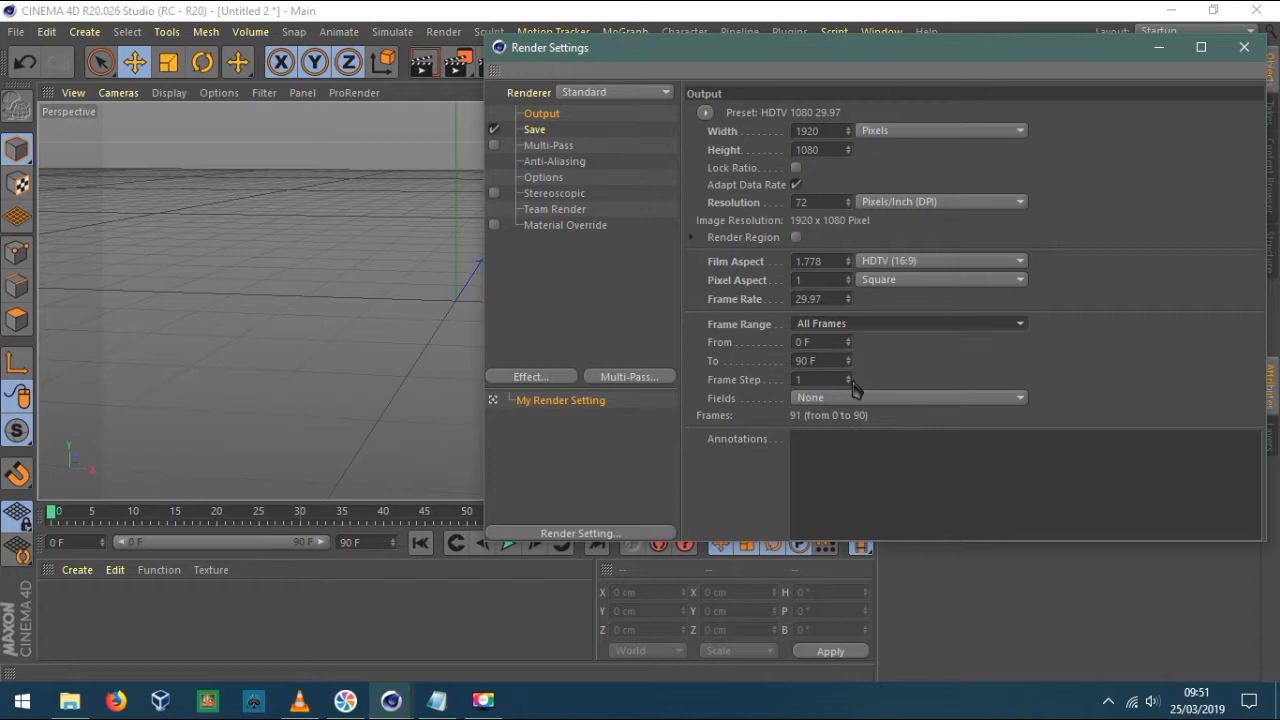 CINEMA 4D R20.026 Studio (RC - R20) - [Untitled 2 *] - Main
File Edit Create Select Tools Mesh Volume Snap Animate Simulate Render Sculpt Motion Tracker MoGraph Character Pipeline Plugins Script Window Help Layout: Startup
Render Settings
View Cameras Display Options Filter Panel ProRender
Perspective
Renderer Standard
Output
Save
Multi-Pass
Anti-Aliasing
Options
Stereoscopic
Team Render
Material Override
Effect... Multi-Pass...
My Render Setting
Render Setting...
Output
Preset: HDTV 1080 29.97
Width 1920 Pixels
Height 1080
Lock Ratio
Adapt Data Rate
Resolution 72 Pixels/Inch (DPI)
Image Resolution: 1920 x 1080 Pixel
Render Region
Film Aspect 1.778 HDTV (16:9)
Pixel Aspect 1 Square
Frame Rate 29.97
Frame Range All Frames
From 0 F
To 90 F
Frame Step 1
Fields None
Frames: 91 (from 0 to 90)
Annotations
Objects
Structure
Attributes
Layers
Y
X
0 5 10 15 20 25 30 35 40 45 50
0 F 0 F 90 F 90 F
Create Edit Function Texture
-- -- --
X 0 cm X 0 cm H 0 °
Y 0 cm Y 0 cm P 0 °
Z 0 cm Z 0 cm B 0 °
World Scale Apply
MAXON
CINEMA 4D
09:51
25/03/2019